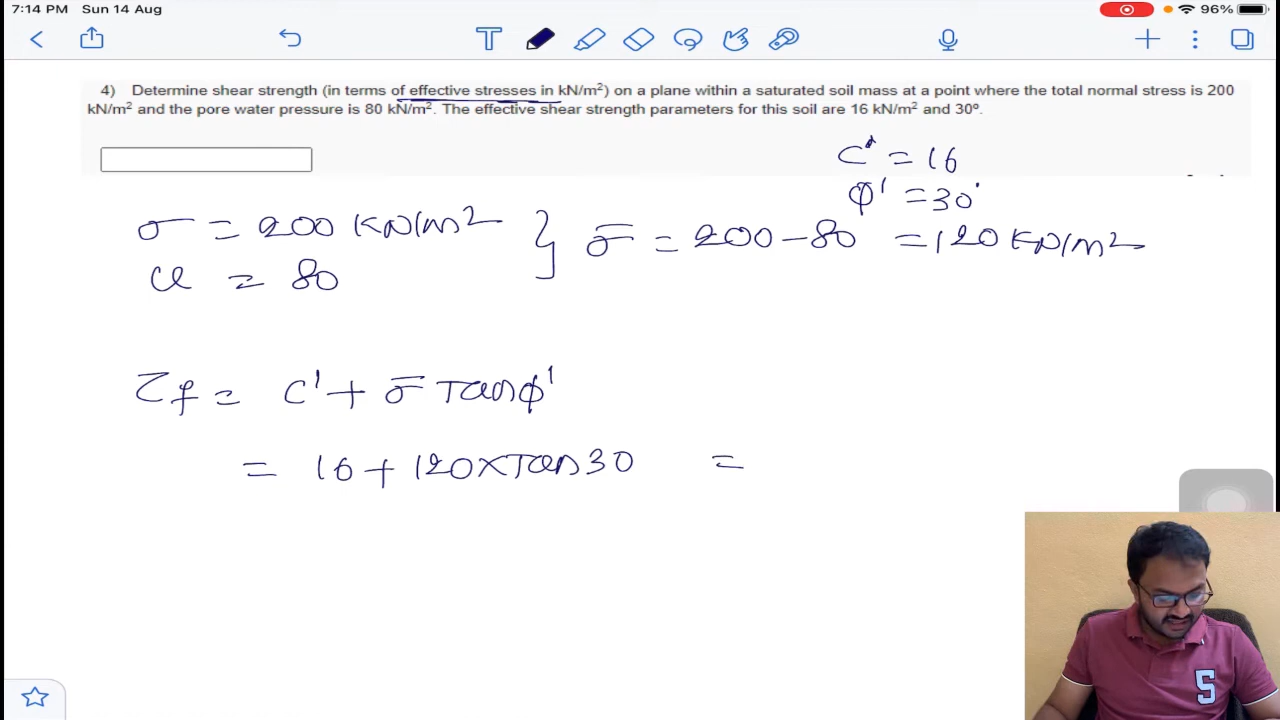 7:14 PM Sun 14 Aug 96%
T
4) Determine shear strength (in terms of effective stresses in kN/m²) on a plane within a saturated soil mass at a point where the total normal stress is 200
kN/m² and the pore water pressure is 80 kN/m². The effective shear strength parameters for this soil are 16 kN/m² and 30º.
C' = 16
ϕ' = 30°
σ = 200 KN/m2
u = 80
} σ̅ = 200 - 80 = 120 KN/m2
τf = C' + σ̅ Tanϕ'
= 16 + 120 x Tan 30 =
S